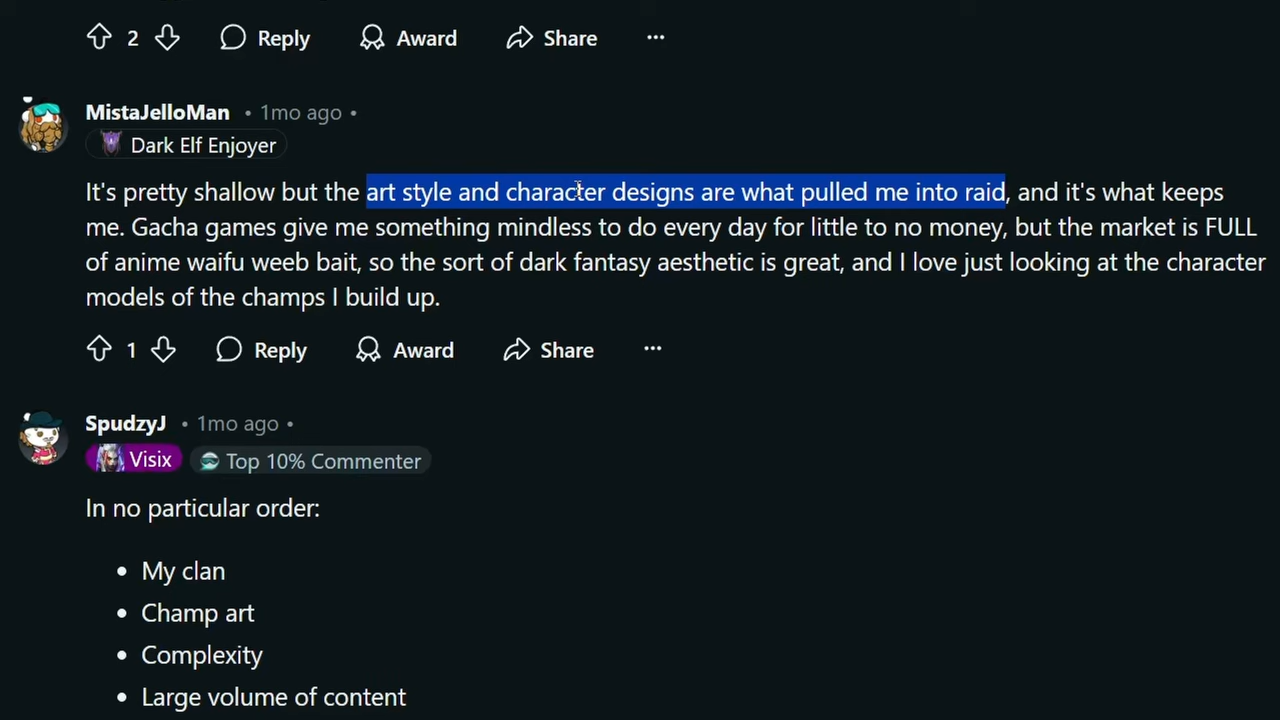 2 Reply Award Share ...
MistaJelloMan • 1mo ago •
Dark Elf Enjoyer
It's pretty shallow but the art style and character designs are what pulled me into raid, and it's what keeps
me. Gacha games give me something mindless to do every day for little to no money, but the market is FULL
of anime waifu weeb bait, so the sort of dark fantasy aesthetic is great, and I love just looking at the character
models of the champs I build up.
1 Reply Award Share ...
SpudzyJ • 1mo ago •
Visix Top 10% Commenter
In no particular order:
• My clan
• Champ art
• Complexity
• Large volume of content